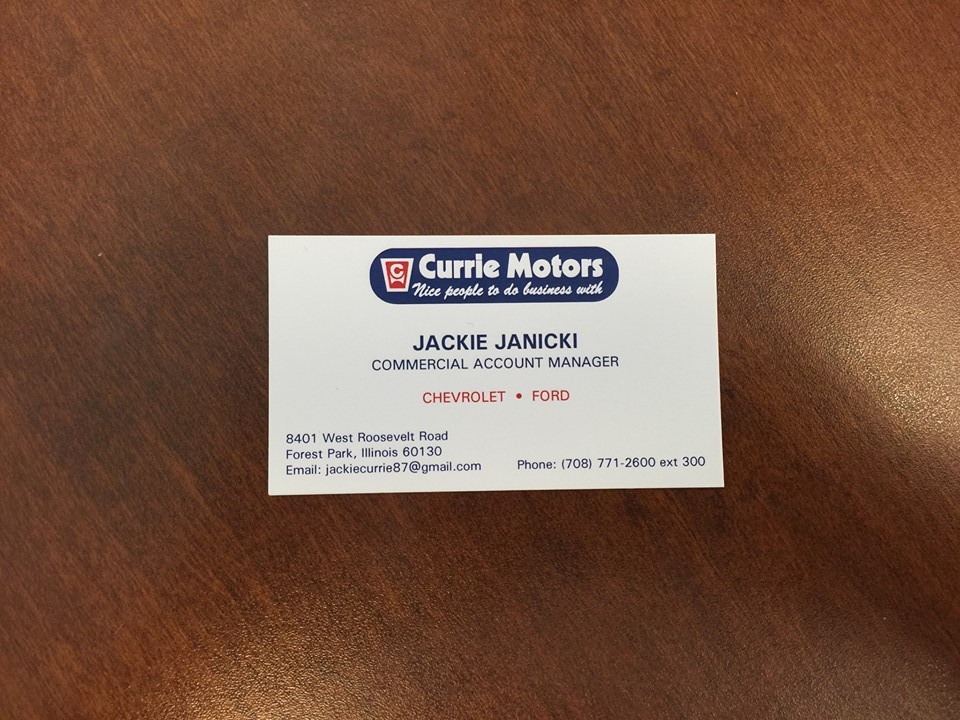 Currie Motors
Nice people to do business with
JACKIE JANICKI
COMMERCIAL ACCOUNT MANAGER
CHEVROLET • FORD
8401 West Roosevelt Road
Forest Park, Illinois 60130
Email: jackiecurrie87@gmail.com
Phone: (708) 771-2600 ext 300